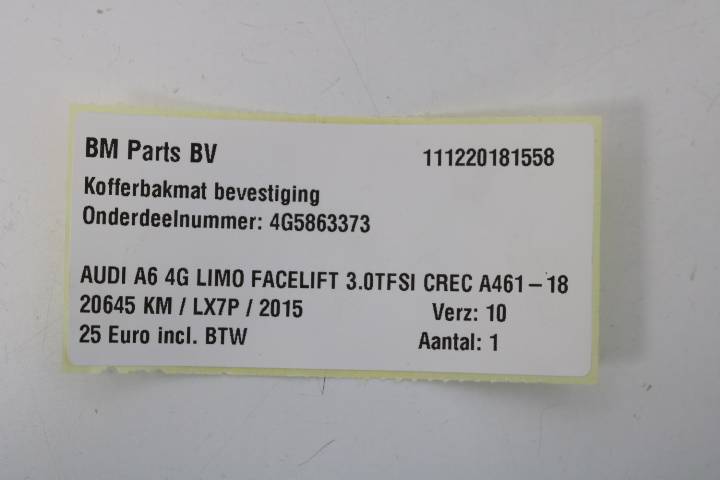 BM Parts BV 111220181558
Kofferbakmat bevestiging
Onderdeelnummer: 4G5863373
AUDI A6 4G LIMO FACELIFT 3.0TFSI CREC A461-18
20645 KM / LX7P / 2015 Verz: 10
25 Euro incl. BTW Aantal: 1